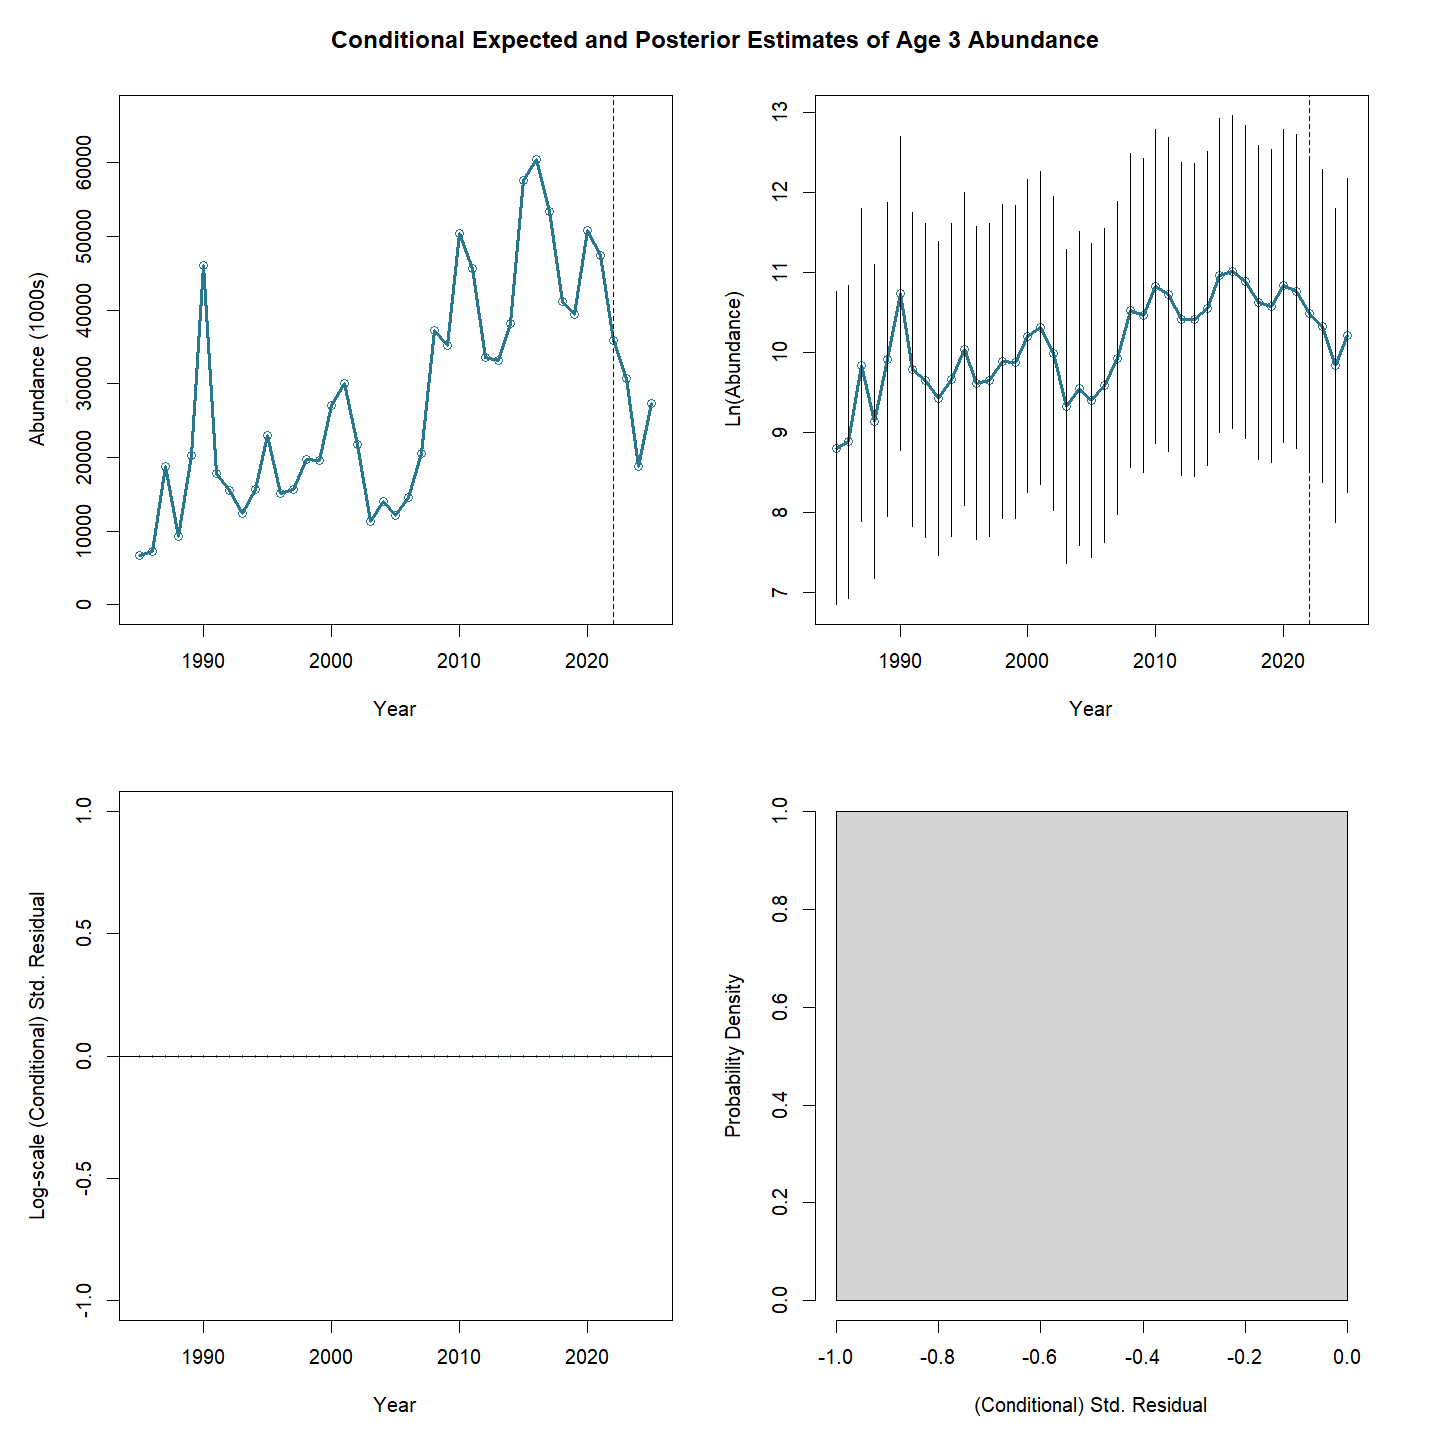 Conditional Expected and Posterior Estimates of Age 3 Abundance
Abundance (1000s)
60000
50000
40000
30000
20000
10000
0
1990 2000 2010 2020
Year
Ln(Abundance)
13
12
11
10
9
8
7
1990 2000 2010 2020
Year
Log-scale (Conditional) Std. Residual
1.0
0.5
0.0
-0.5
-1.0
1990 2000 2010 2020
Year
Probability Density
1.0
0.8
0.6
0.4
0.2
0.0
-1.0 -0.8 -0.6 -0.4 -0.2 0.0
(Conditional) Std. Residual